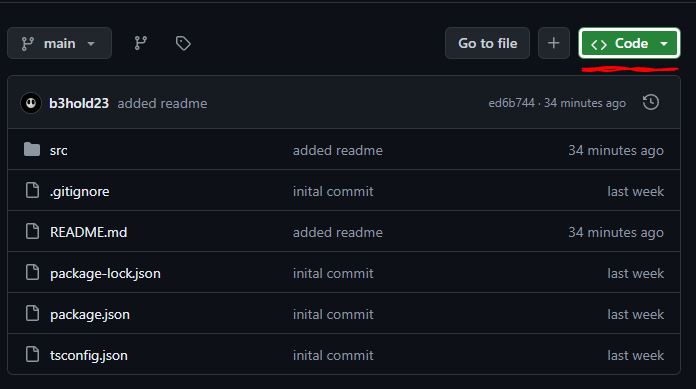 main Go to file Code
b3hold23 added readme ed6b744 · 34 minutes ago
src added readme 34 minutes ago
.gitignore inital commit last week
README.md added readme 34 minutes ago
package-lock.json inital commit last week
package.json inital commit last week
tsconfig.json inital commit last week